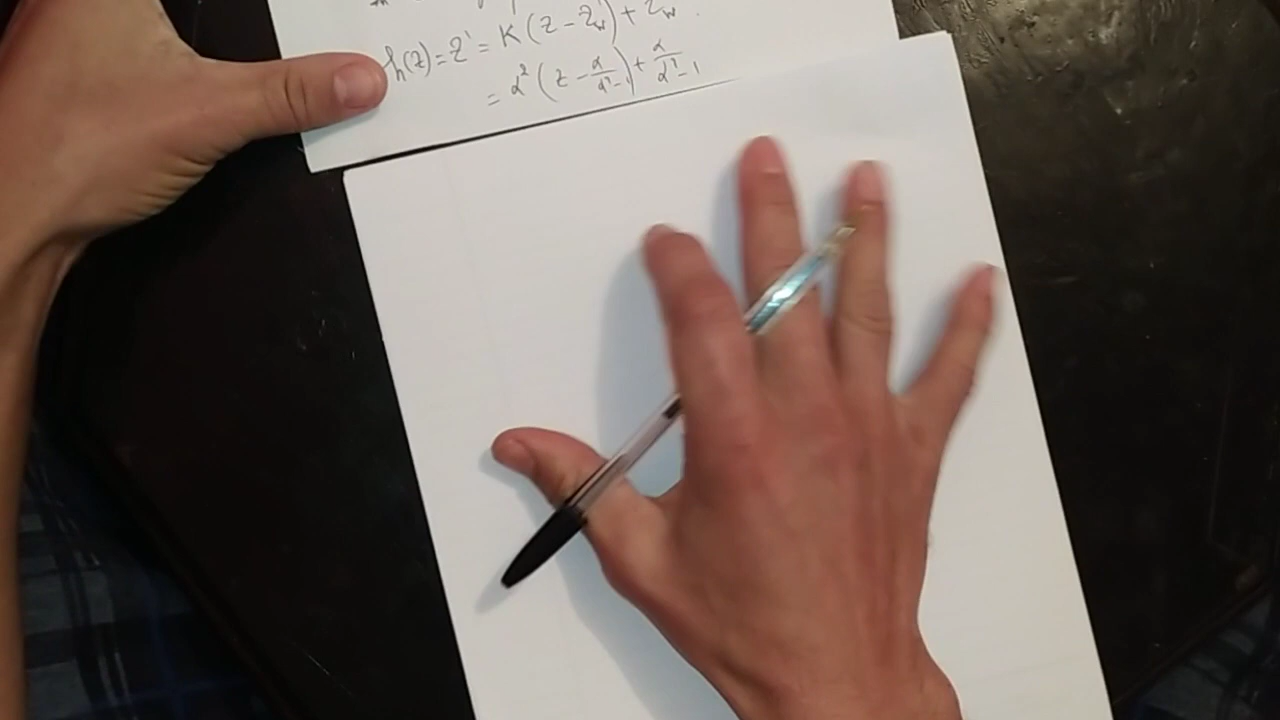 h(z) = z' = K(z - z_w) + z_w
= α²(z - α/(α²-1)) + α/(α²-1)